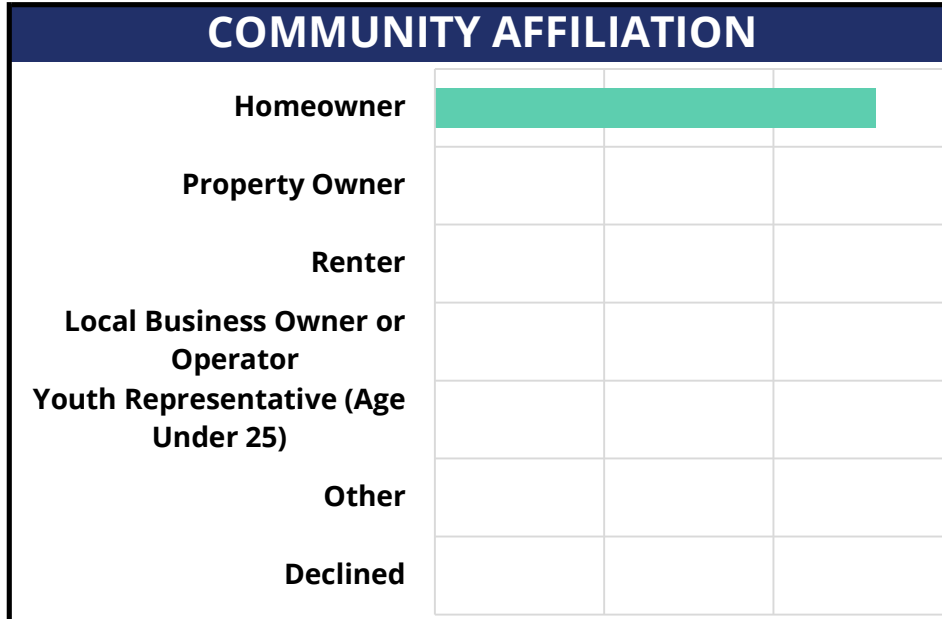 COMMUNITY AFFILIATION
Homeowner
Property Owner
Renter
Local Business Owner or
Operator
Youth Representative (Age
Under 25)
Other
Declined